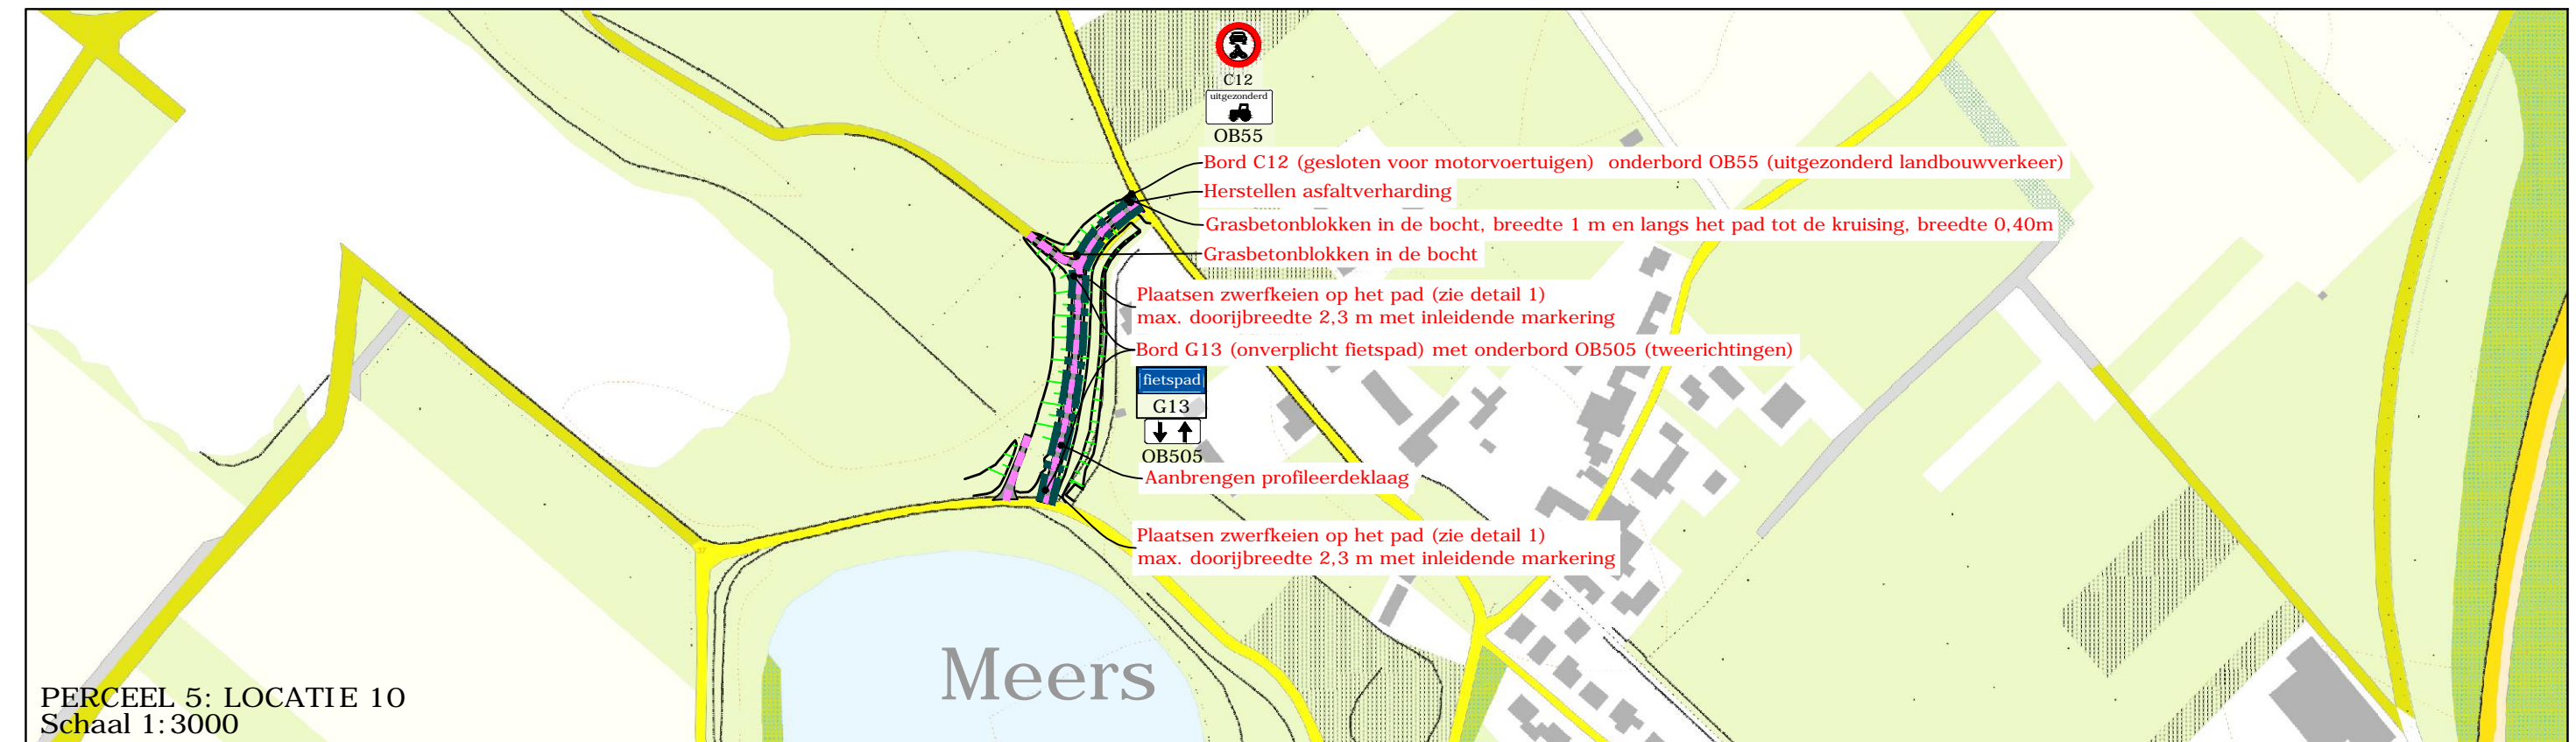 C12
uitgezonderd
OB55
Bord C12 (gesloten voor motorvoertuigen) onderbord OB55 (uitgezonderd landbouwverkeer)
Herstellen asfaltverharding
Grasbetonblokken in de bocht, breedte 1 m en langs het pad tot de kruising, breedte 0,40m
Grasbetonblokken in de bocht
Plaatsen zwerfkeien op het pad (zie detail 1)
max. doorijbreedte 2,3 m met inleidende markering
Bord G13 (onverplicht fietspad) met onderbord OB505 (tweerichtingen)
fietspad
G13
OB505
Aanbrengen profileerdeklaag
Plaatsen zwerfkeien op het pad (zie detail 1)
max. doorijbreedte 2,3 m met inleidende markering
37
Meers
PERCEEL 5: LOCATIE 10
Schaal 1:3000